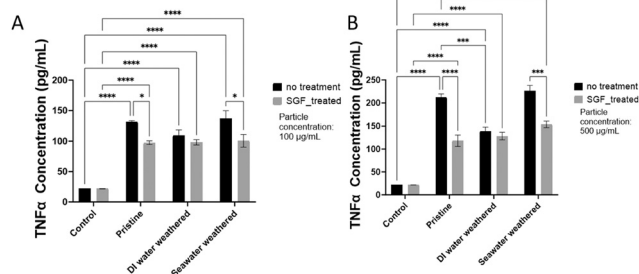 A
****
****
****
****
****
****
*
*
TNFα Concentration (pg/mL)
200
150
100
50
0
Control
Pristine
DI water weathered
Seawater weathered
no treatment
SGF_treated
Particle
concentration:
100 µg/mL
B
****
****
***
****
****
****
***
TNFα Concentration (pg/mL)
250
200
150
100
50
0
Control
Pristine
DI water weathered
Seawater weathered
no treatment
SGF_treated
Particle
concentration:
500 µg/mL